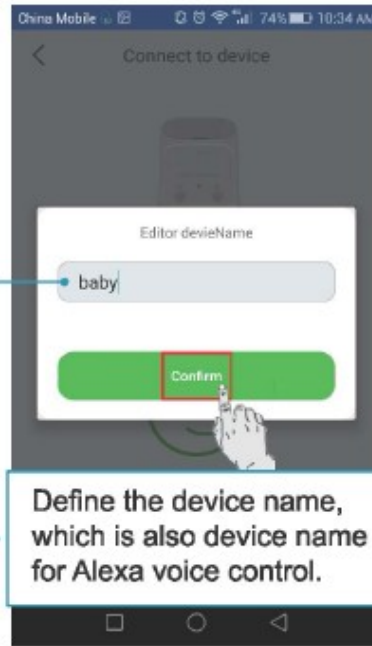 China Mobile 74% 10:34 AM
Connect to device
Editor devieName
baby
Confirm
Define the device name,
which is also device name
for Alexa voice control.